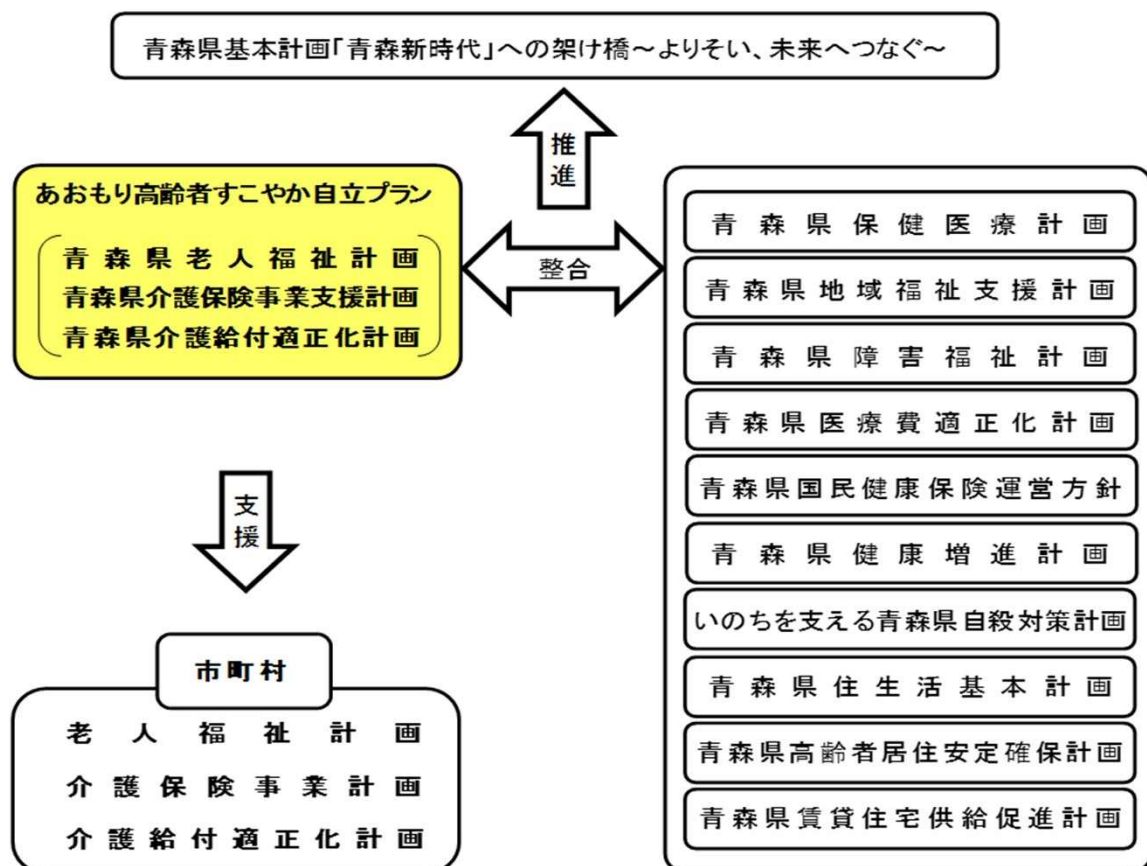 青森県基本計画「青森新時代」への架け橋～よりそい、未来へつなぐ～
推進
あおもり高齢者すこやか自立プラン
青森県老人福祉計画
青森県介護保険事業支援計画
青森県介護給付適正化計画
整合
青森県保健医療計画
青森県地域福祉支援計画
青森県障害福祉計画
青森県医療費適正化計画
青森県国民健康保険運営方針
青森県健康増進計画
いのちを支える青森県自殺対策計画
青森県住生活基本計画
青森県高齢者居住安定確保計画
青森県賃貸住宅供給促進計画
支援
市町村
老人福祉計画
介護保険事業計画
介護給付適正化計画